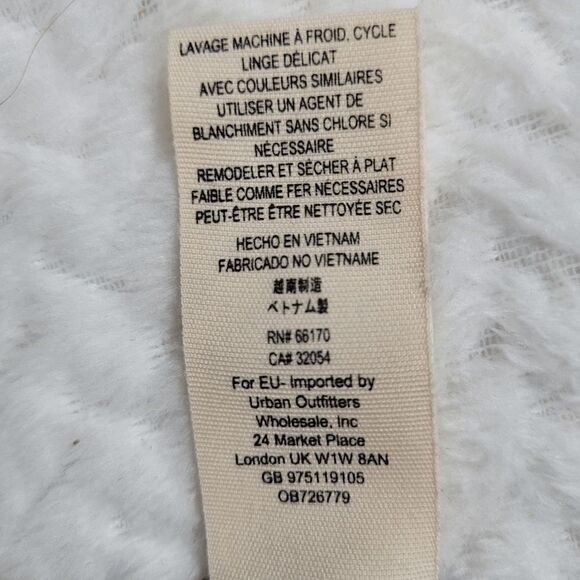 LAVAGE MACHINE À FROID, CYCLE
LINGE DÉLICAT
AVEC COULEURS SIMILAIRES
UTILISER UN AGENT DE
BLANCHIMENT SANS CHLORE SI
NÉCESSAIRE
REMODELER ET SÉCHER À PLAT
FAIBLE COMME FER NÉCESSAIRES
PEUT-ÊTRE ÊTRE NETTOYÉE SEC
HECHO EN VIETNAM
FABRICADO NO VIETNAME
越南制造
ベトナム製
RN# 66170
CA# 32054
For EU- Imported by
Urban Outfitters
Wholesale, Inc
24 Market Place
London UK W1W 8AN
GB 975119105
OB726779